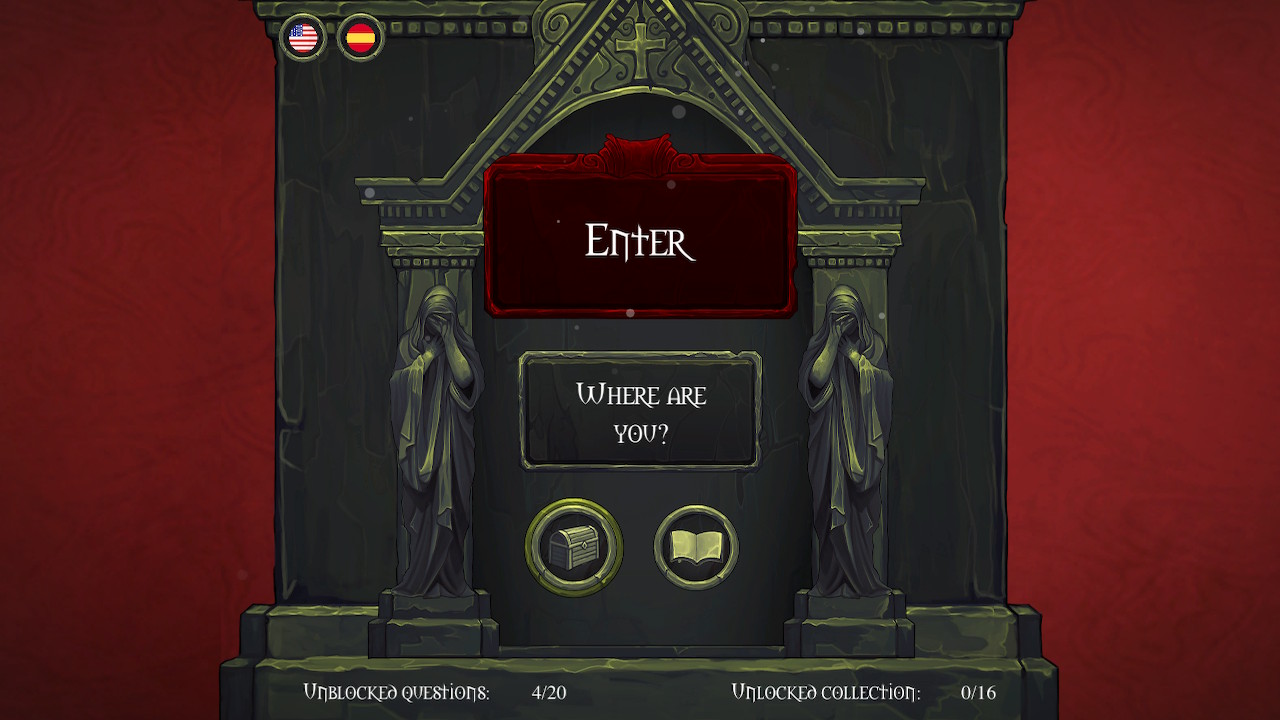 Enter
Where are
you?
Unblocked questions: 4/20
Unlocked collection: 0/16